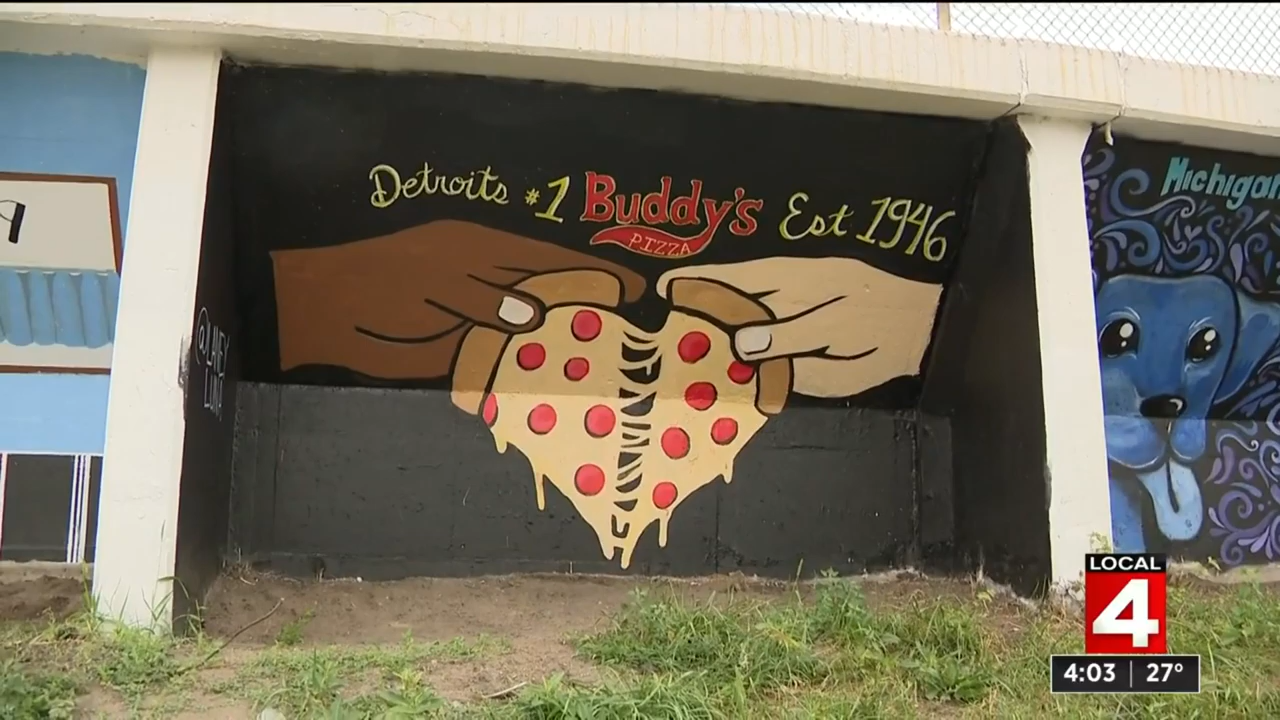 Detroits #1 Buddy's Est 1946
PIZZA
Michigan
LOCAL
4
4:03 27°